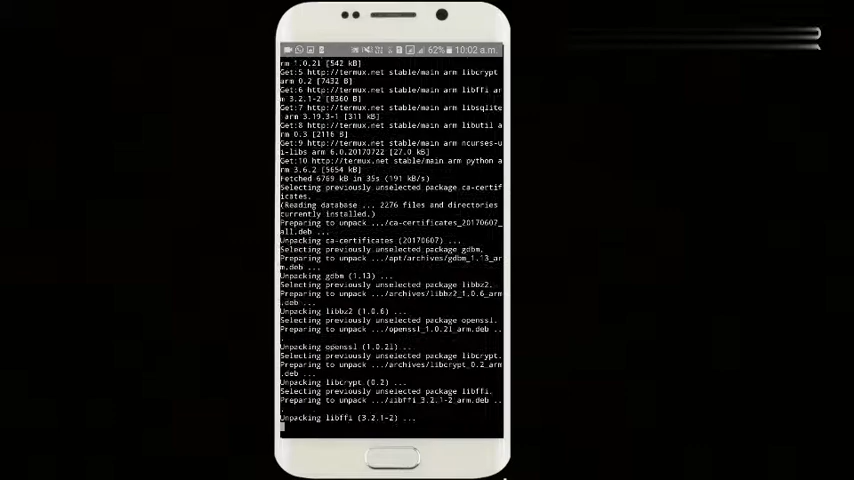 62% 10:02 a.m.
rm 1.0.2l [542 kB]
Get:5 http://termux.net stable/main arm libcrypt
arm 0.2 [7432 B]
Get:6 http://termux.net stable/main arm libffi ar
m 3.2.1-2 [8360 B]
Get:7 http://termux.net stable/main arm libsqlite
arm 3.19.3-1 [311 kB]
Get:8 http://termux.net stable/main arm libutil a
rm 0.3 [2116 B]
Get:9 http://termux.net stable/main arm ncurses-u
i-libs arm 6.0.20170722 [27.0 kB]
Get:10 http://termux.net stable/main arm python a
rm 3.6.2 [5654 kB]
Fetched 6769 kB in 35s (191 kB/s)
Selecting previously unselected package ca-certif
icates.
(Reading database ... 2276 files and directories
currently installed.)
Preparing to unpack .../ca-certificates_20170607_
all.deb ...
Unpacking ca-certificates (20170607) ...
Selecting previously unselected package gdbm.
Preparing to unpack .../apt/archives/gdbm_1.13_ar
m.deb ...
Unpacking gdbm (1.13) ...
Selecting previously unselected package libbz2.
Preparing to unpack .../archives/libbz2_1.0.6_arm
.deb ...
Unpacking libbz2 (1.0.6) ...
Selecting previously unselected package openssl.
Preparing to unpack .../openssl_1.0.2l_arm.deb ..
.
Unpacking openssl (1.0.2l) ...
Selecting previously unselected package libcrypt.
Preparing to unpack .../archives/libcrypt_0.2_arm
.deb ...
Unpacking libcrypt (0.2) ...
Selecting previously unselected package libffi.
Preparing to unpack .../libffi_3.2.1-2_arm.deb ..
.
Unpacking libffi (3.2.1-2) ...